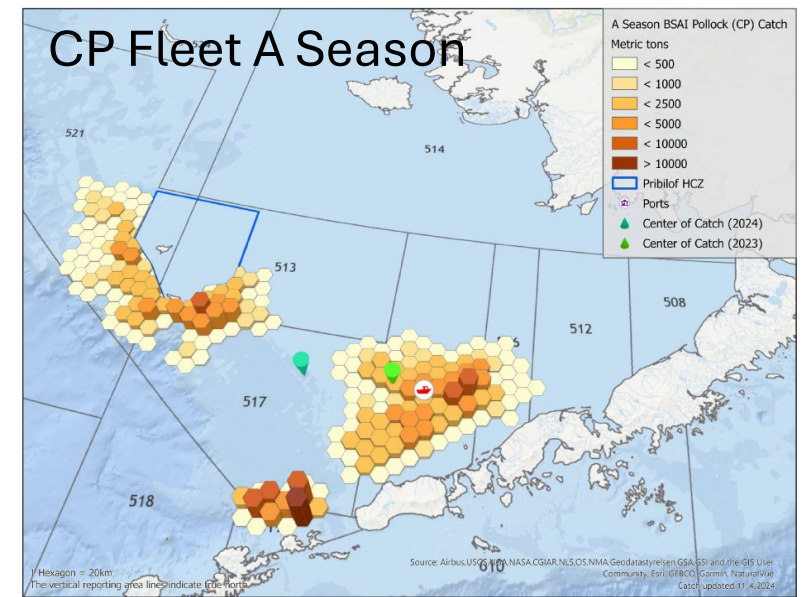 CP Fleet A Season
A Season BSAI Pollock (CP) Catch
Metric tons
< 500
< 1000
< 2500
< 5000
< 10000
> 10000
Pribilof HCZ
Ports
Center of Catch (2024)
Center of Catch (2023)
521
514
513
508
512
517
518
610
1 Hexagon = 20km
The vertical reporting area lines indicate true north.
Source: Airbus,USGS,NGA,NASA,CGIAR,NLS,OS,NMA,Geodatastyrelsen,GSA,GSI and the GIS User
Community, Esri, GEBCO, Garmin, NaturalVue
Catch updated 11.4.2024